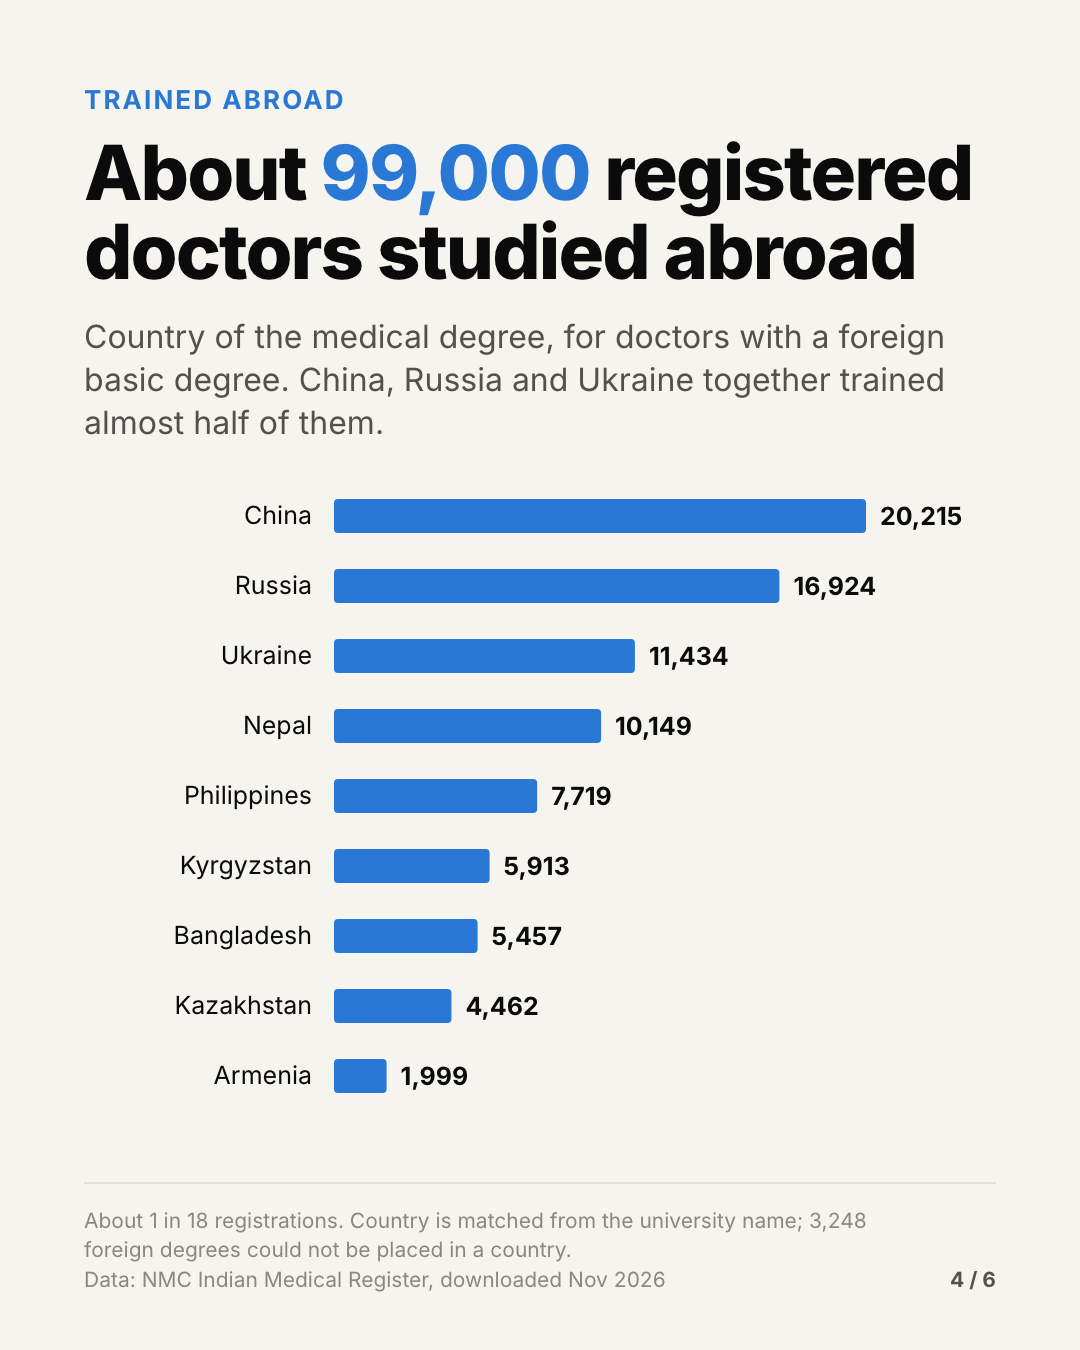 TRAINED ABROAD
About 99,000 registered
doctors studied abroad
Country of the medical degree, for doctors with a foreign
basic degree. China, Russia and Ukraine together trained
almost half of them.
China 20,215
Russia 16,924
Ukraine 11,434
Nepal 10,149
Philippines 7,719
Kyrgyzstan 5,913
Bangladesh 5,457
Kazakhstan 4,462
Armenia 1,999
About 1 in 18 registrations. Country is matched from the university name; 3,248
foreign degrees could not be placed in a country.
Data: NMC Indian Medical Register, downloaded Nov 2026 4 / 6